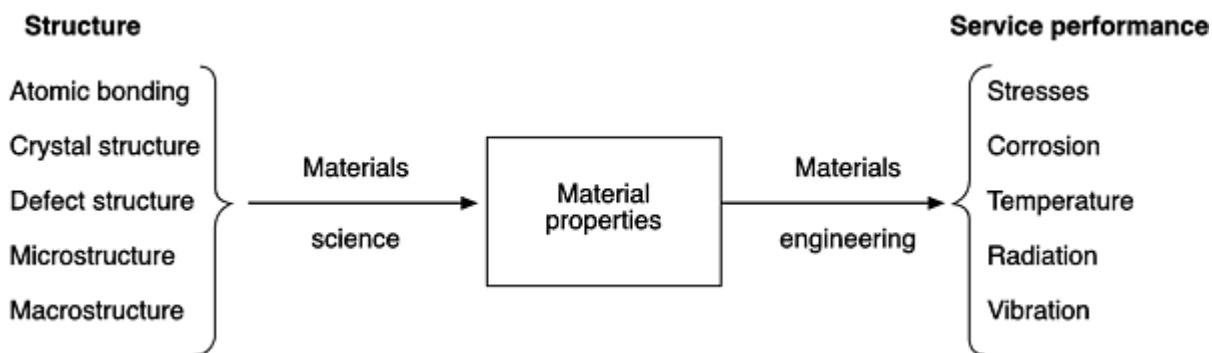 Structure
Atomic bonding
Crystal structure
Defect structure
Microstructure
Macrostructure
Materials
science
Material
properties
Materials
engineering
Service performance
Stresses
Corrosion
Temperature
Radiation
Vibration